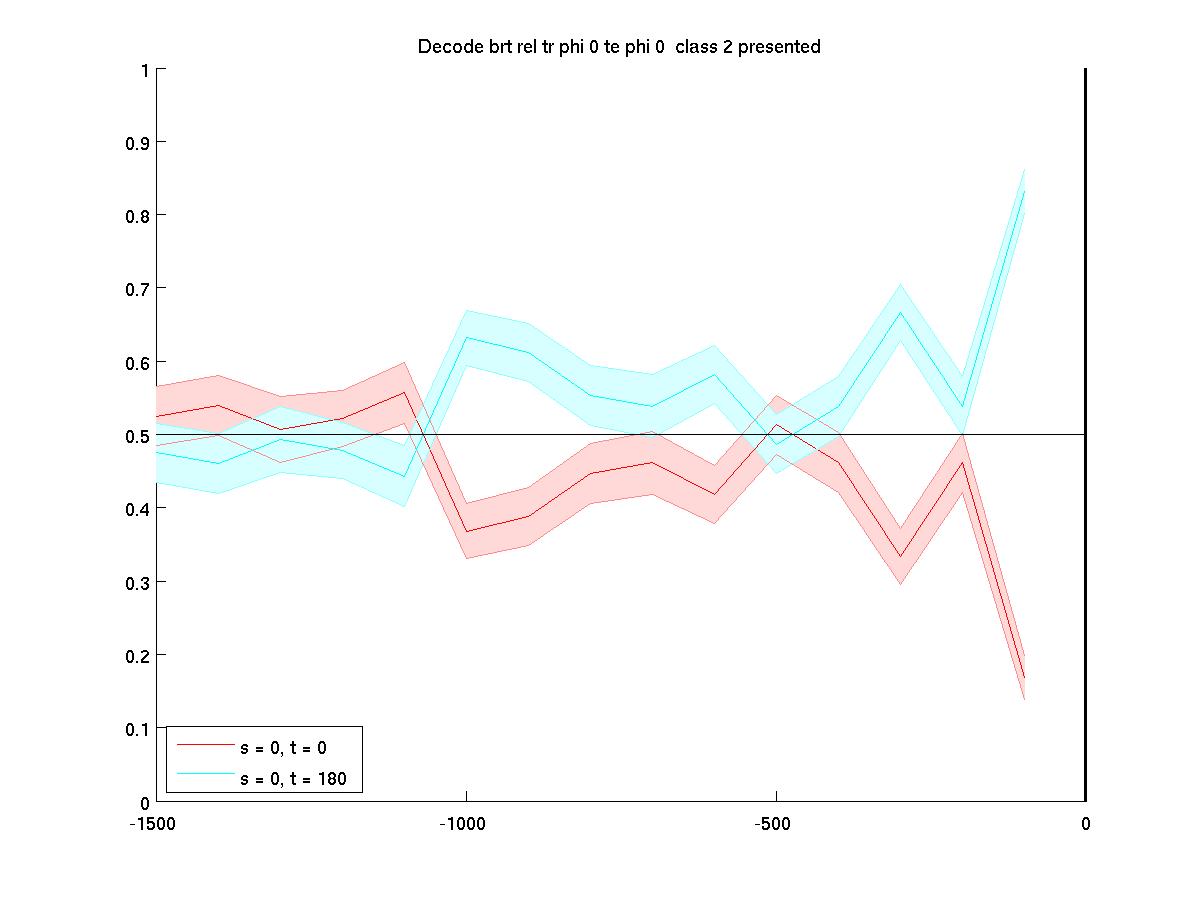 Decode brt rel tr phi 0 te phi 0  class 2 presented
1
0.9
0.8
0.7
0.6
0.5
0.4
0.3
0.2
0.1
0
s = 0, t = 0
s = 0, t = 180
-1500 -1000 -500 0